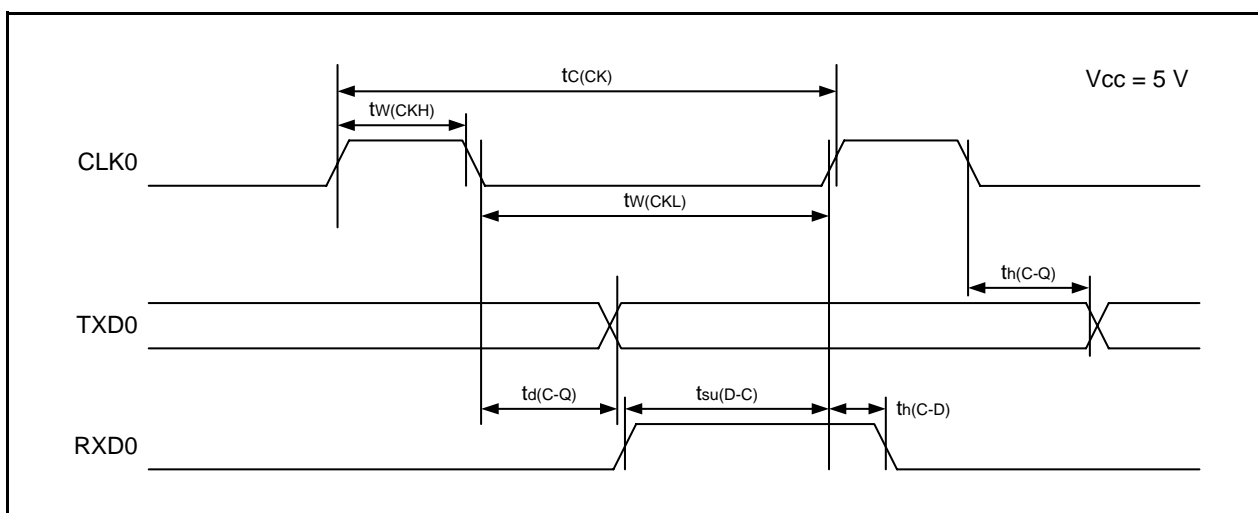 tC(CK)
Vcc = 5 V
tW(CKH)
CLK0
tW(CKL)
th(C-Q)
TXD0
td(C-Q)
tsu(D-C)
th(C-D)
RXD0